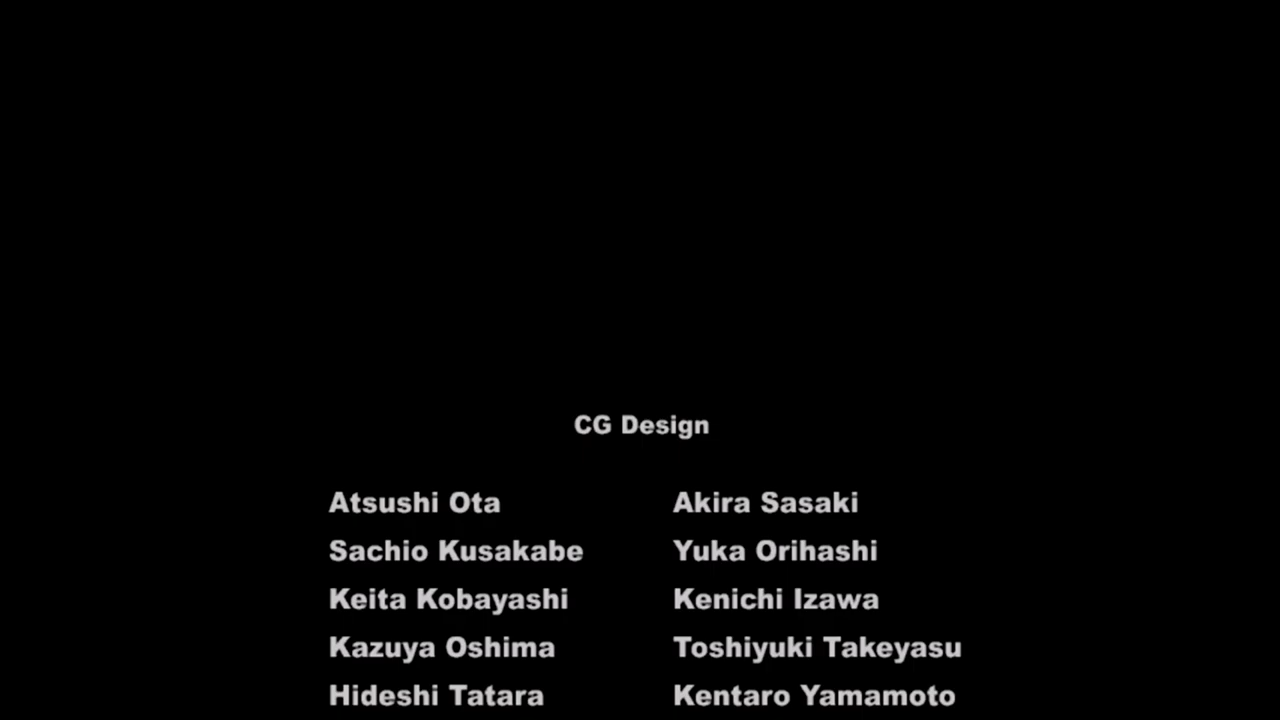 CG Design
Atsushi Ota Akira Sasaki
Sachio Kusakabe Yuka Orihashi
Keita Kobayashi Kenichi Izawa
Kazuya Oshima Toshiyuki Takeyasu
Hideshi Tatara Kentaro Yamamoto